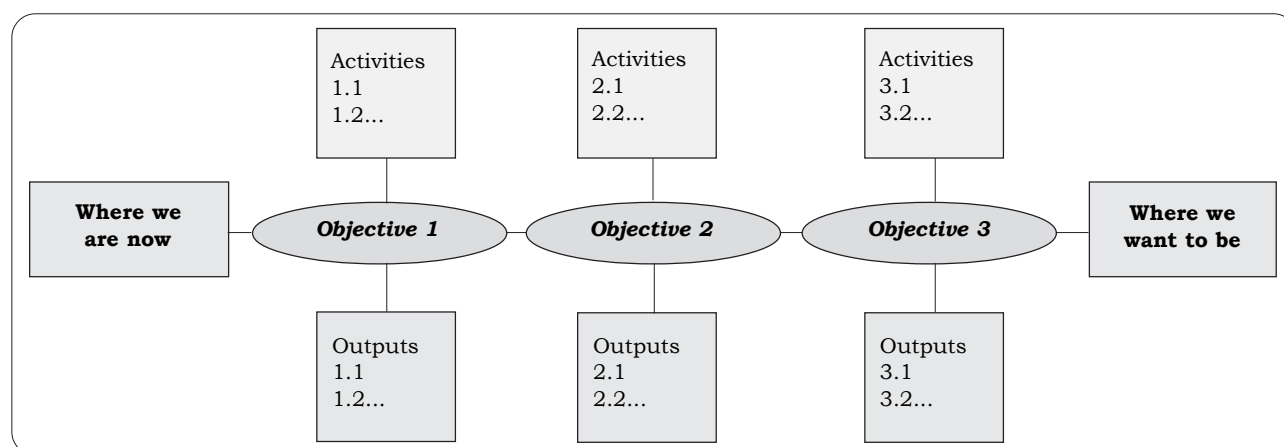 Activities
1.1
1.2...
Activities
2.1
2.2...
Activities
3.1
3.2...
Where we
are now
Objective 1
Objective 2
Objective 3
Where we
want to be
Outputs
1.1
1.2...
Outputs
2.1
2.2...
Outputs
3.1
3.2...